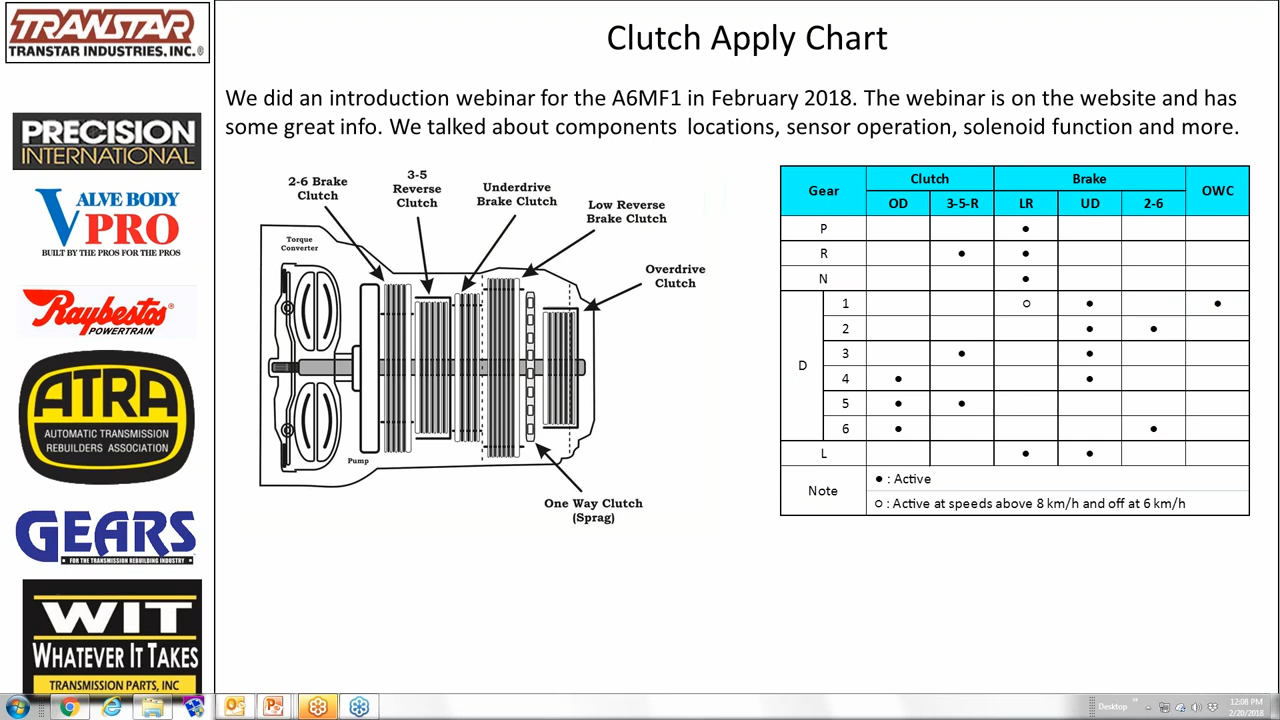 TRANSTAR
TRANSTAR INDUSTRIES, INC.®
PRECISION
INTERNATIONAL
VALVE BODY
PRO
BUILT BY THE PROS FOR THE PROS
Raybestos®
POWERTRAIN
ATRA
AUTOMATIC TRANSMISSION
REBUILDERS ASSOCIATION
GEARS
FOR THE TRANSMISSION REBUILDING INDUSTRY
WIT
WHATEVER IT TAKES
TRANSMISSION PARTS, INC
Clutch Apply Chart
We did an introduction webinar for the A6MF1 in February 2018. The webinar is on the website and has
some great info. We talked about components locations, sensor operation, solenoid function and more.
2-6 Brake
Clutch
3-5
Reverse
Clutch
Underdrive
Brake Clutch
Low Reverse
Brake Clutch
Overdrive
Clutch
Torque
Converter
Pump
One Way Clutch
(Sprag)
Gear Clutch Brake OWC
OD 3-5-R LR UD 2-6
P ●
R ● ●
N ●
D
1 ○ ● ●
2 ● ●
3 ● ●
4 ● ●
5 ● ●
6 ● ●
L ● ●
Note
● : Active
○ : Active at speeds above 8 km/h and off at 6 km/h
Desktop
12:08 PM
2/20/2018